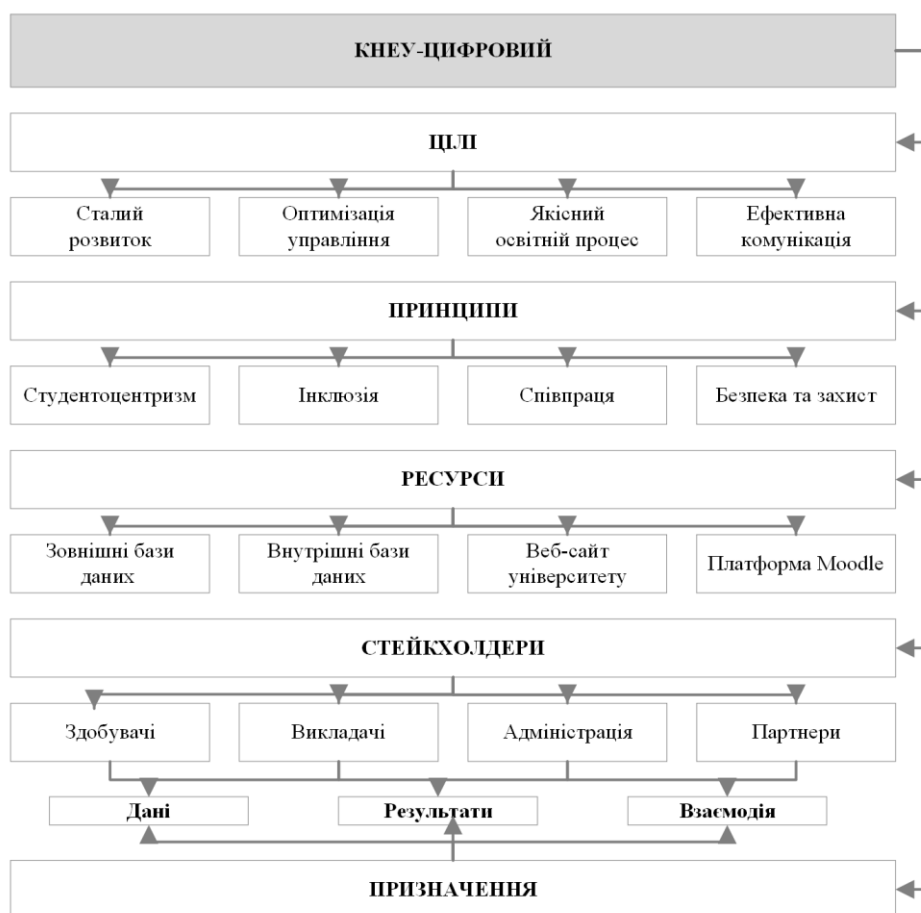 КНЕУ-ЦИФРОВИЙ
ЦІЛІ
Сталий
розвиток
Оптимізація
управління
Якісний
освітній процес
Ефективна
комунікація
ПРИНЦИПИ
Студентоцентризм
Інклюзія
Співпраця
Безпека та захист
РЕСУРСИ
Зовнішні бази
даних
Внутрішні бази
даних
Веб-сайт
університету
Платформа Moodle
СТЕЙКХОЛДЕРИ
Здобувачі
Викладачі
Адміністрація
Партнери
Дані
Результати
Взаємодія
ПРИЗНАЧЕННЯ